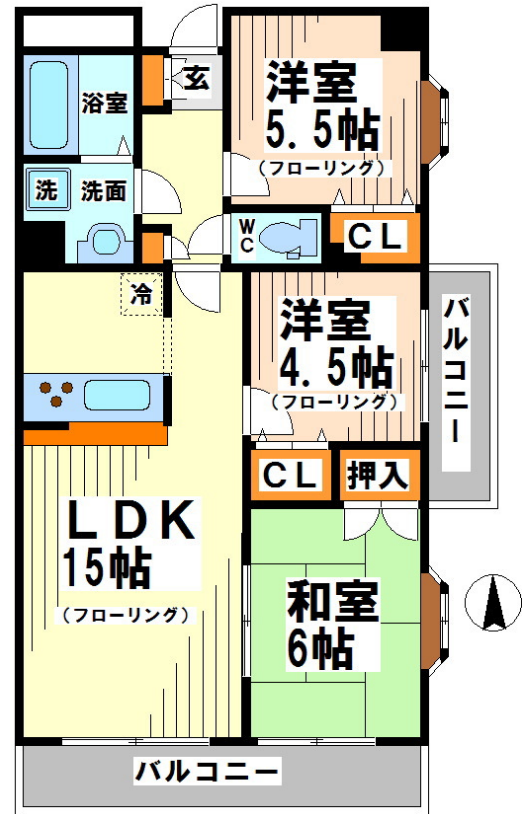 玄
洋室
5.5帖
(フローリング)
浴室
洗
洗面
WC
CL
冷
洋室
4.5帖
(フローリング)
バルコニー
CL
押入
LDK
15帖
(フローリング)
和室
6帖
バルコニー